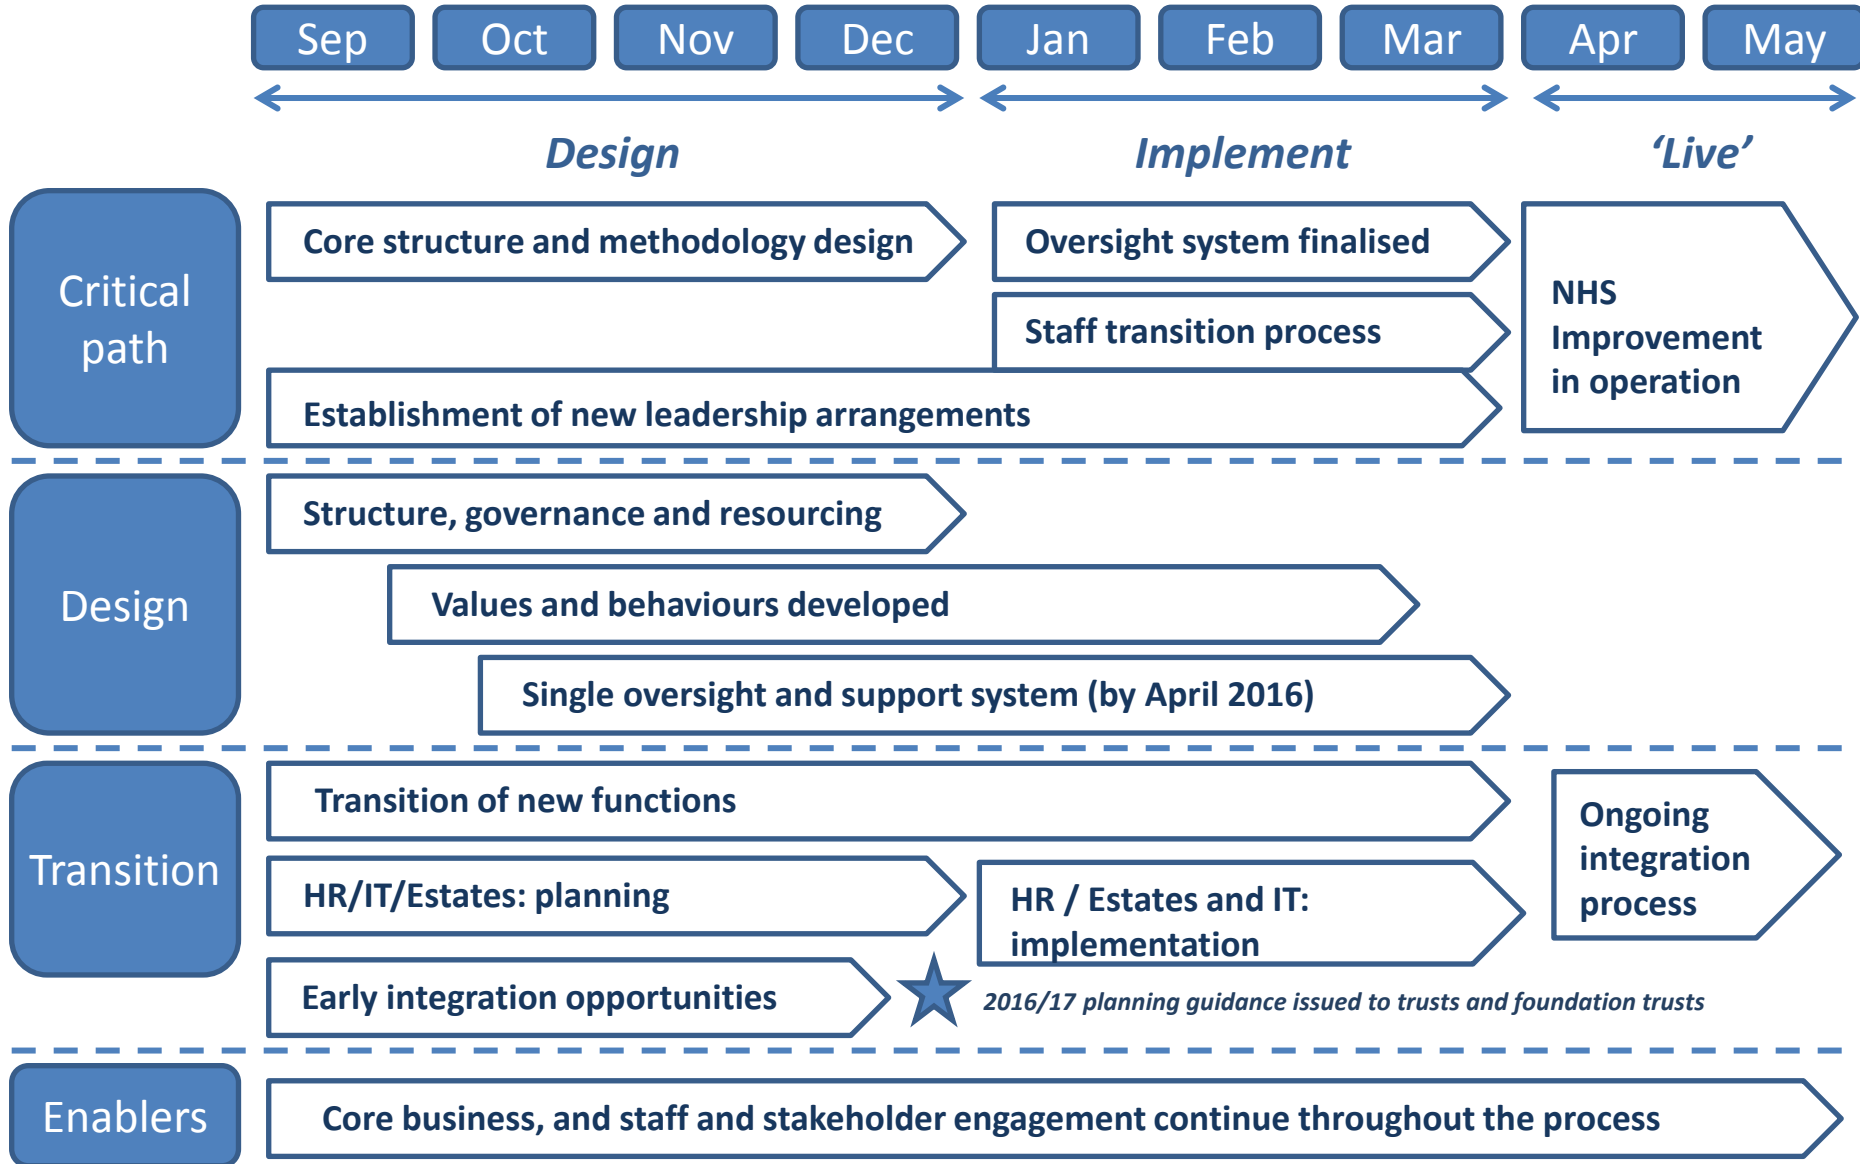 Sep Oct Nov Dec Jan Feb Mar Apr May
Design Implement ‘Live’
Critical
path
Core structure and methodology design
Oversight system finalised
Staff transition process
Establishment of new leadership arrangements
NHS
Improvement
in operation
Design
Structure, governance and resourcing
Values and behaviours developed
Single oversight and support system (by April 2016)
Transition
Transition of new functions
HR/IT/Estates: planning
HR / Estates and IT:
implementation
Ongoing
integration
process
Early integration opportunities
2016/17 planning guidance issued to trusts and foundation trusts
Enablers
Core business, and staff and stakeholder engagement continue throughout the process